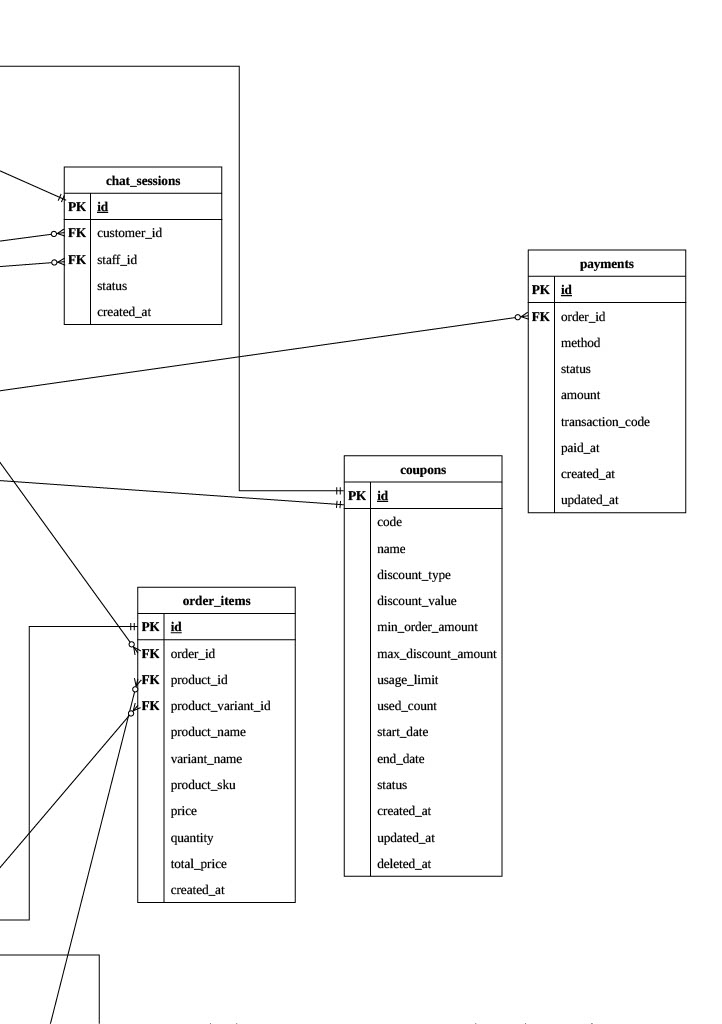 chat_sessions
PK id
FK customer_id
FK staff_id
status
created_at
payments
PK id
FK order_id
method
status
amount
transaction_code
paid_at
created_at
updated_at
coupons
PK id
code
name
discount_type
discount_value
min_order_amount
max_discount_amount
usage_limit
used_count
start_date
end_date
status
created_at
updated_at
deleted_at
order_items
PK id
FK order_id
FK product_id
FK product_variant_id
product_name
variant_name
product_sku
price
quantity
total_price
created_at